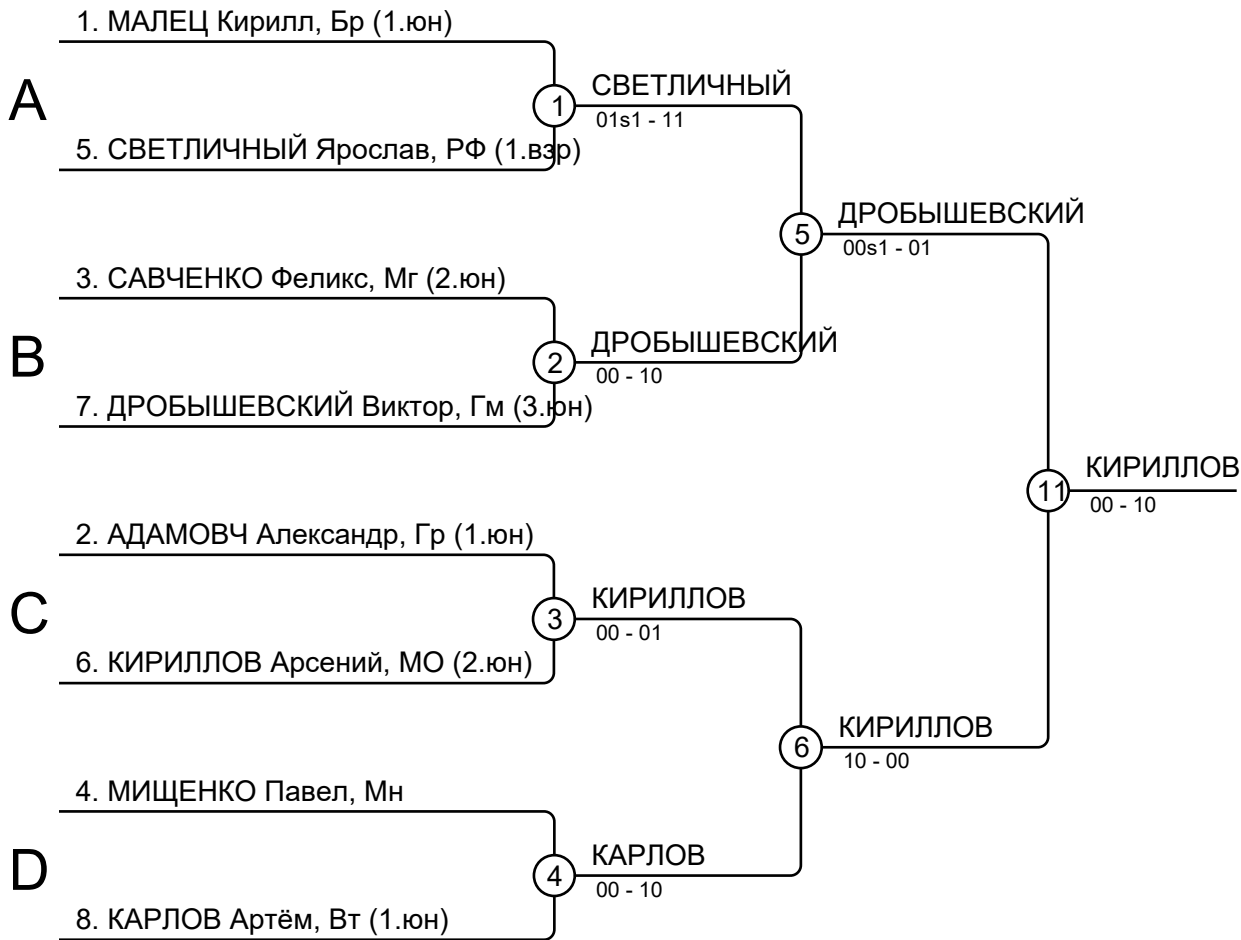 1. МАЛЕЦ Кирилл, Бр (1.юн)
A
1
СВЕТЛИЧНЫЙ
01s1 - 11
5. СВЕТЛИЧНЫЙ Ярослав, РФ (1.взр)
5
ДРОБЫШЕВСКИЙ
00s1 - 01
3. САВЧЕНКО Феликс, Мг (2.юн)
B
2
ДРОБЫШЕВСКИЙ
00 - 10
7. ДРОБЫШЕВСКИЙ Виктор, Гм (3.юн)
11
КИРИЛЛОВ
00 - 10
2. АДАМОВЧ Александр, Гр (1.юн)
C
3
КИРИЛЛОВ
00 - 01
6. КИРИЛЛОВ Арсений, МО (2.юн)
6
КИРИЛЛОВ
10 - 00
4. МИЩЕНКО Павел, Мн
D
4
КАРЛОВ
00 - 10
8. КАРЛОВ Артём, Вт (1.юн)